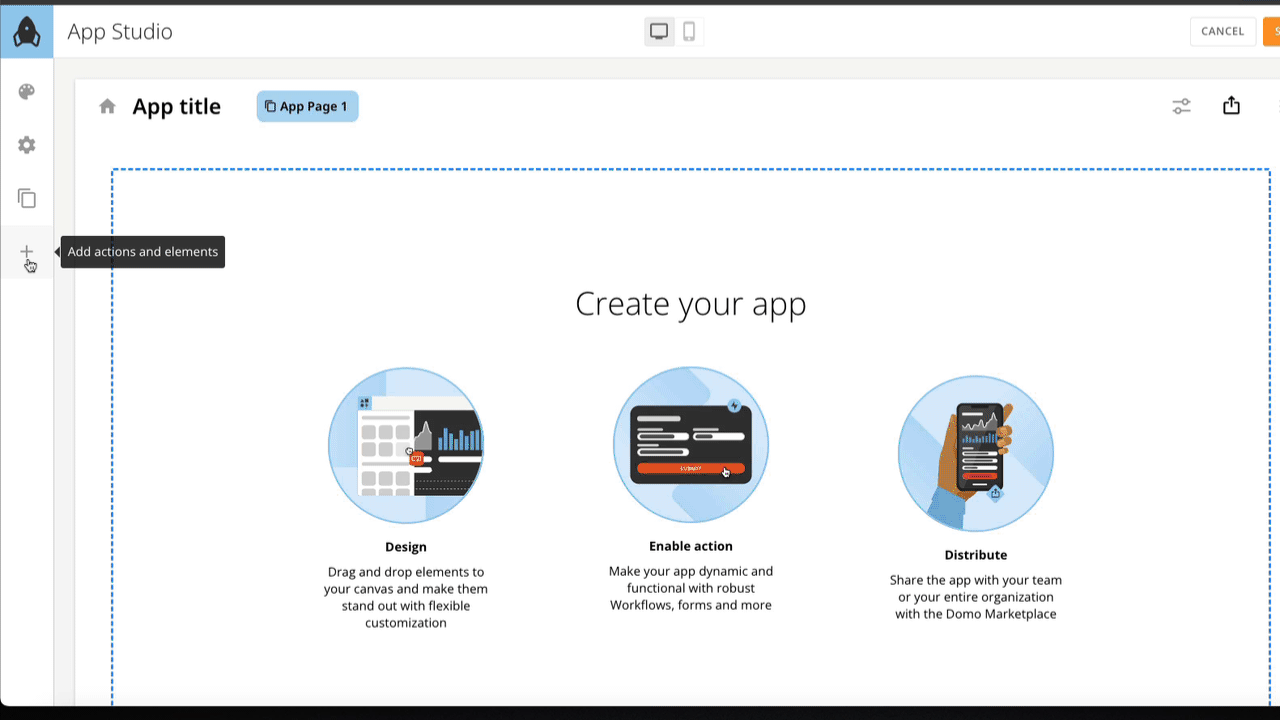 App Studio
CANCEL
App title
App Page 1
Add actions and elements
Create your app
Design
Drag and drop elements to
your canvas and make them
stand out with flexible
customization
SUBMIT
Enable action
Make your app dynamic and
functional with robust
Workflows, forms and more
Distribute
Share the app with your team
or your entire organization
with the Domo Marketplace